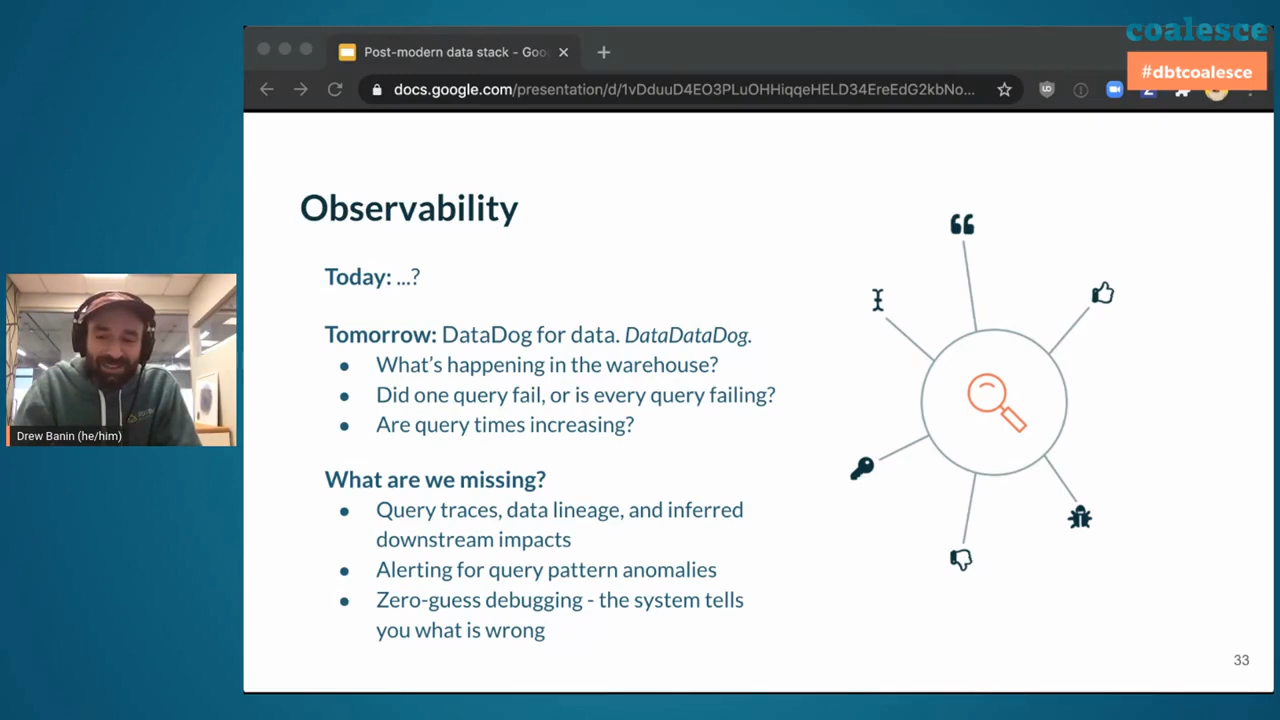 coalesce
#dbtcoalesce
Post-modern data stack - Goo
docs.google.com/presentation/d/1vDduuD4EO3PLuOHHiqqeHELD34EreEdG2kbNo...
Observability
Today: ...?
Tomorrow: DataDog for data. DataDataDog.
● What's happening in the warehouse?
● Did one query fail, or is every query failing?
● Are query times increasing?
What are we missing?
● Query traces, data lineage, and inferred
downstream impacts
● Alerting for query pattern anomalies
● Zero-guess debugging - the system tells
you what is wrong
33
Drew Banin (he/him)